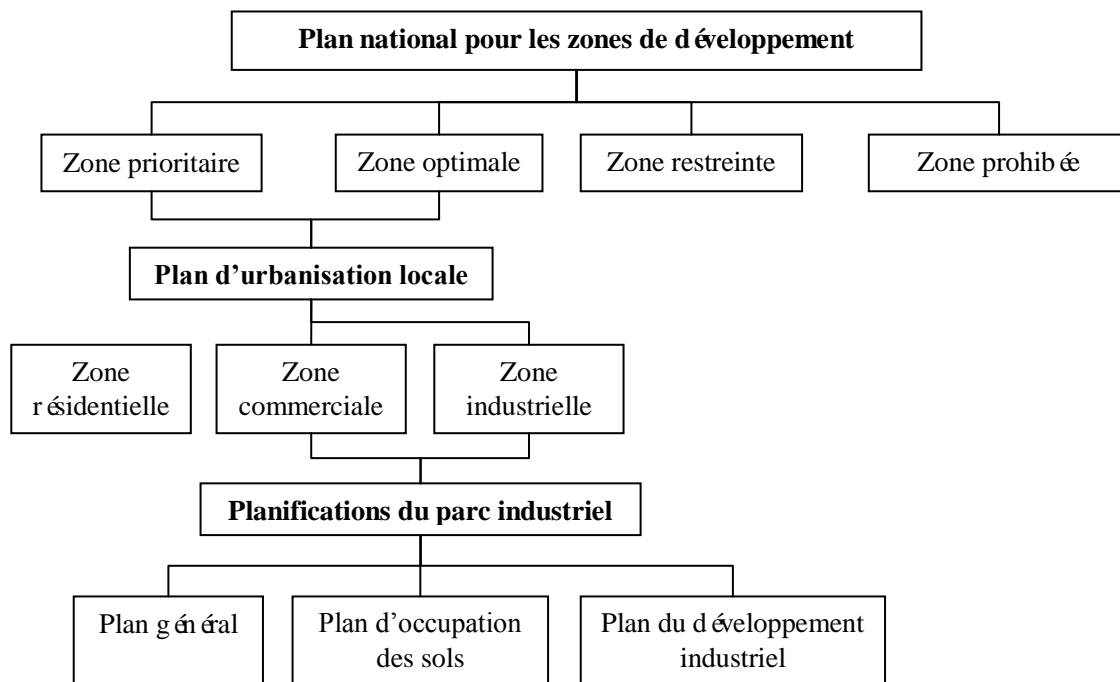 Plan national pour les zones de développement
Zone prioritaire
Zone optimale
Zone restreinte
Zone prohibée
Plan d’urbanisation locale
Zone
résidentielle
Zone
commerciale
Zone
industrielle
Planifications du parc industriel
Plan général
Plan d’occupation
des sols
Plan du développement
industriel